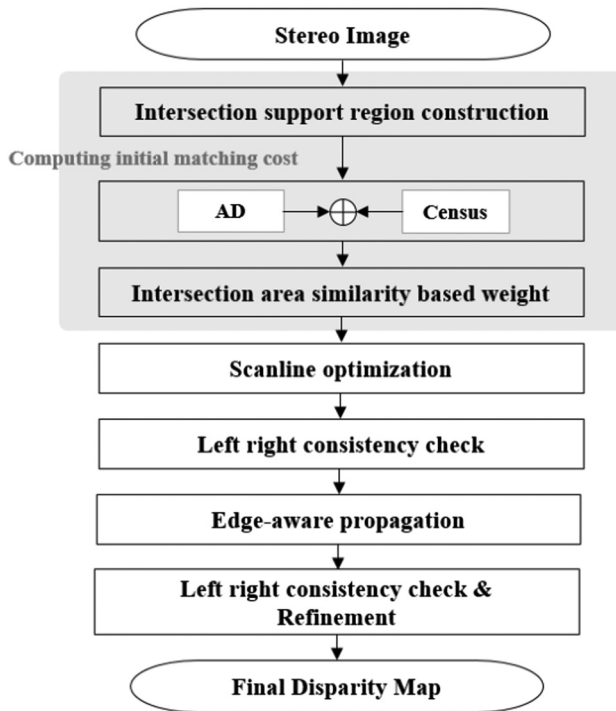 Stereo Image
Intersection support region construction
Computing initial matching cost
AD
Census
Intersection area similarity based weight
Scanline optimization
Left right consistency check
Edge-aware propagation
Left right consistency check &
Refinement
Final Disparity Map